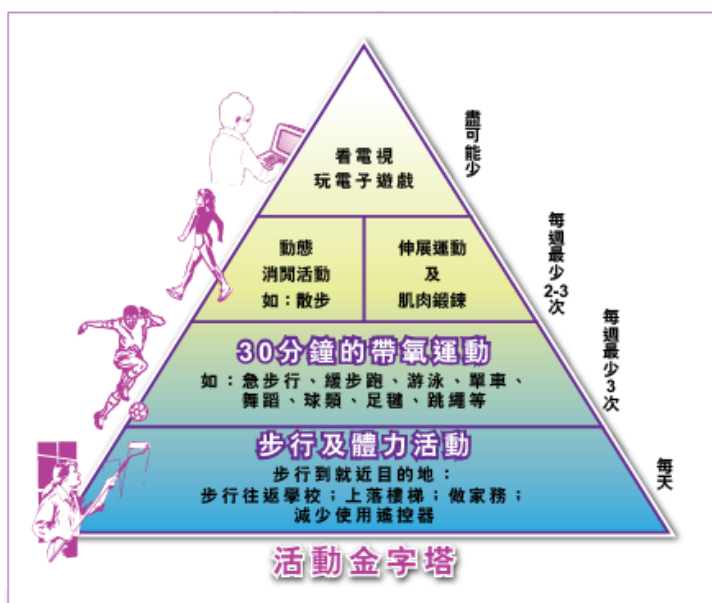 盡可能少
看電視
玩電子遊戲
每週最少2-3次
動態
消閒活動
如：散步
伸展運動
及
肌肉鍛鍊
每週最少3次
30分鐘的帶氧運動
如：急步行、緩步跑、游泳、單車、
舞蹈、球類、足毽、跳繩等
每天
步行及體力活動
步行到就近目的地：
步行往返學校；上落樓梯；做家務；
減少使用遙控器
活動金字塔